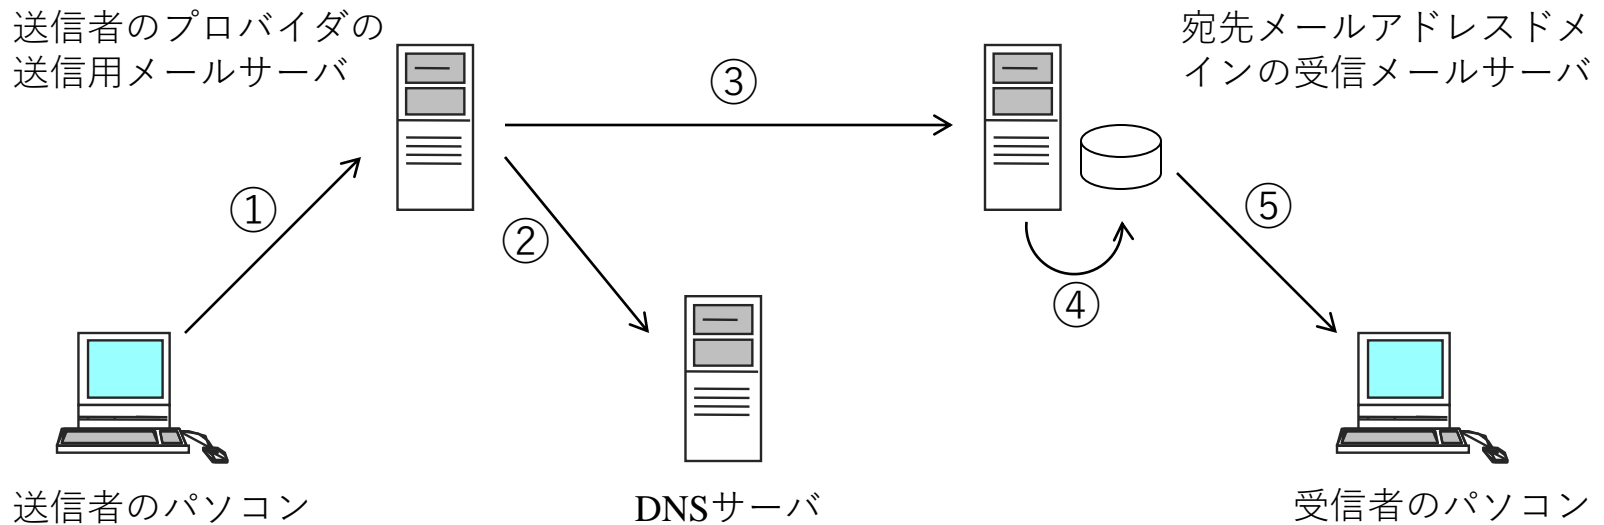 送信者のプロバイダの
送信用メールサーバ
宛先メールアドレスドメ
インの受信メールサーバ
③
①
②
⑤
④
送信者のパソコン
DNSサーバ
受信者のパソコン